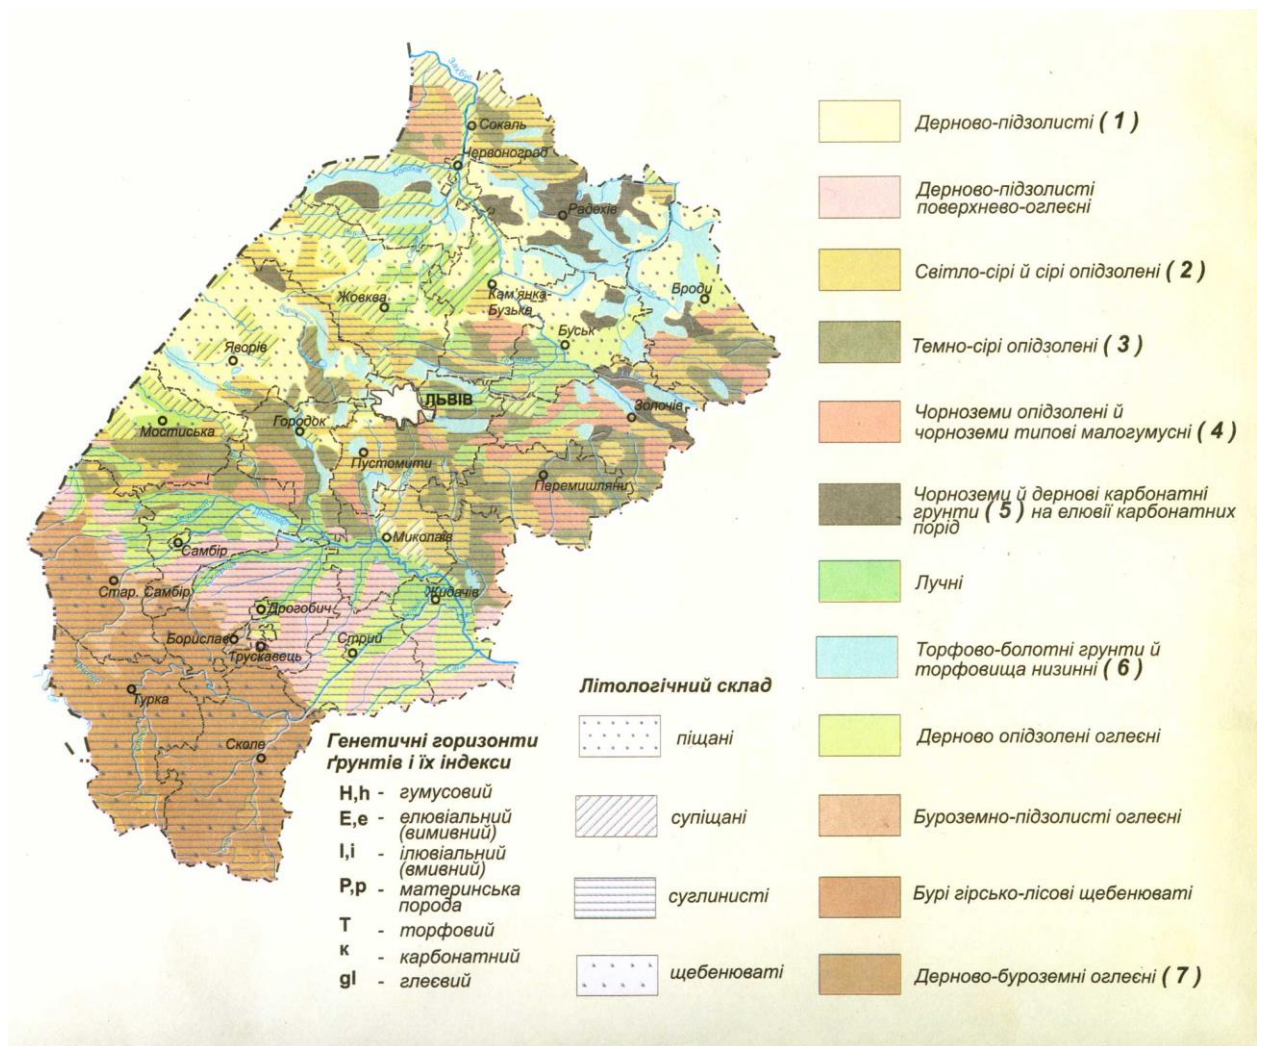 Зах.Буг
Сокаль
Червоноград
Радехів
Броди
Жовква
Кам'янка-
Бузька
Буськ
Яворів
ЛЬВІВ
Золочів
Мостиська
Городок
Пустомити
Перемишляни
Миколаїв
Самбір
Стар. Самбір
Дрогобич
Жидачів
Борислав
Трускавець
Стрий
Турка
Сколе
Дерново-підзолисті ( 1 )
Дерново-підзолисті
поверхнево-оглеєні
Світло-сірі й сірі опідзолені ( 2 )
Темно-сірі опідзолені ( 3 )
Чорноземи опідзолені й
чорноземи типові малогумусні ( 4 )
Чорноземи й дернові карбонатні
грунти ( 5 ) на елювії карбонатних
порід
Лучні
Торфово-болотні грунти й
торфовища низинні ( 6 )
Дерново опідзолені оглеєні
Буроземно-підзолисті оглеєні
Бурі гірсько-лісові щебенюваті
Дерново-буроземні оглеєні ( 7 )
Літологічний склад
піщані
супіщані
суглинисті
щебенюваті
Генетичні горизонти
ґрунтів і їх індекси
H,h - гумусовий
E,e - елювіальний
(вимивний)
I,i - ілювіальний
(вмивний)
P,p - материнська
порода
T - торфовий
к - карбонатний
gl - глеєвий